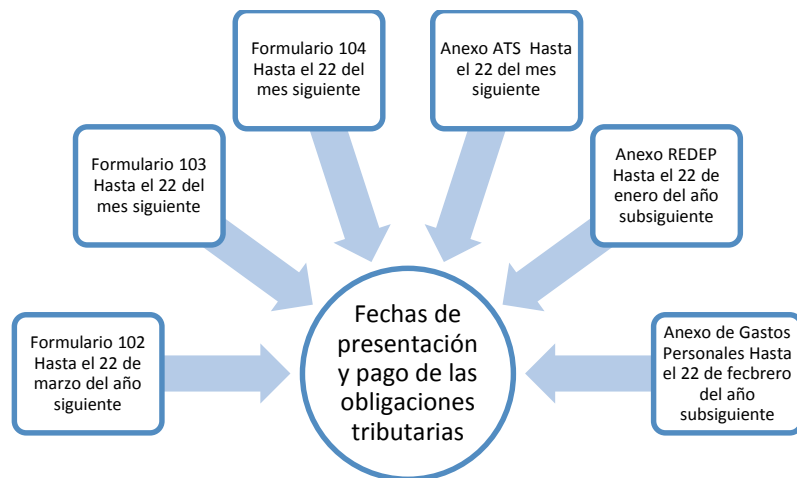 Formulario 102
Hasta el 22 de
marzo del año
siguiente
Formulario 103
Hasta el 22 del
mes siguiente
Formulario 104
Hasta el 22 del
mes siguiente
Anexo ATS Hasta
el 22 del mes
siguiente
Anexo REDEP
Hasta el 22 de
enero del año
subsiguiente
Anexo de Gastos
Personales Hasta
el 22 de fecbrero
del año
subsiguiente
Fechas de
presentación
y pago de las
obligaciones
tributarias